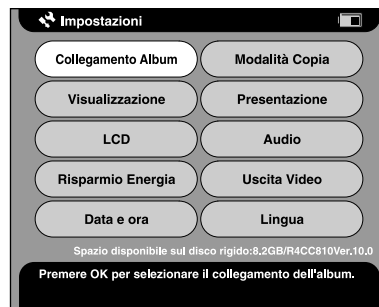 Impostazioni
Collegamento Album
Modalità Copia
Visualizzazione
Presentazione
LCD
Audio
Risparmio Energia
Uscita Video
Data e ora
Lingua
Spazio disponibile sul disco rigido:8.2GB/R4CC810Ver.10.0
Premere OK per selezionare il collegamento dell'album.